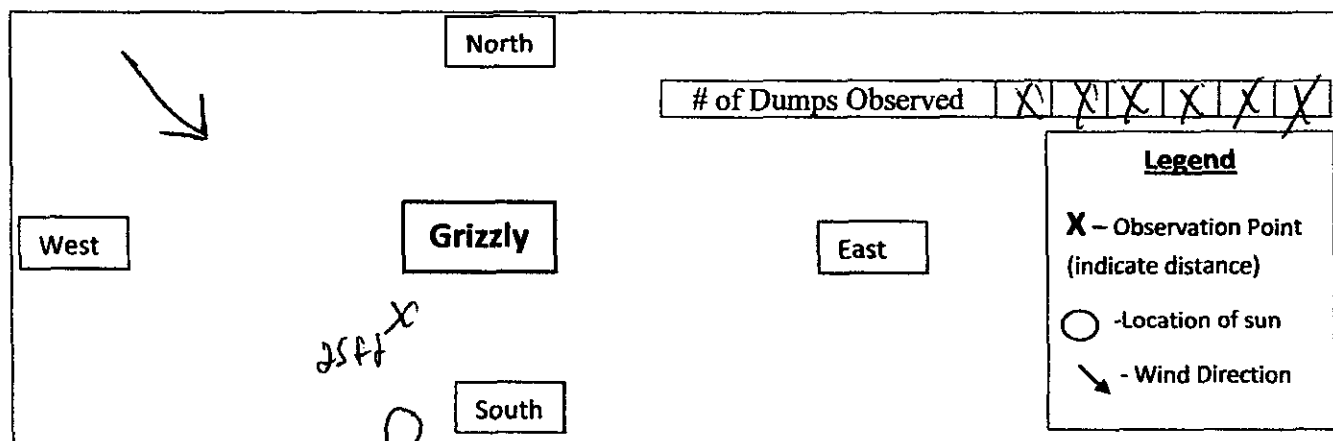 North
# of Dumps Observed X X X X X X
Legend
X – Observation Point
(indicate distance)
-Location of sun
- Wind Direction
West
Grizzly
East
X
25ft
South